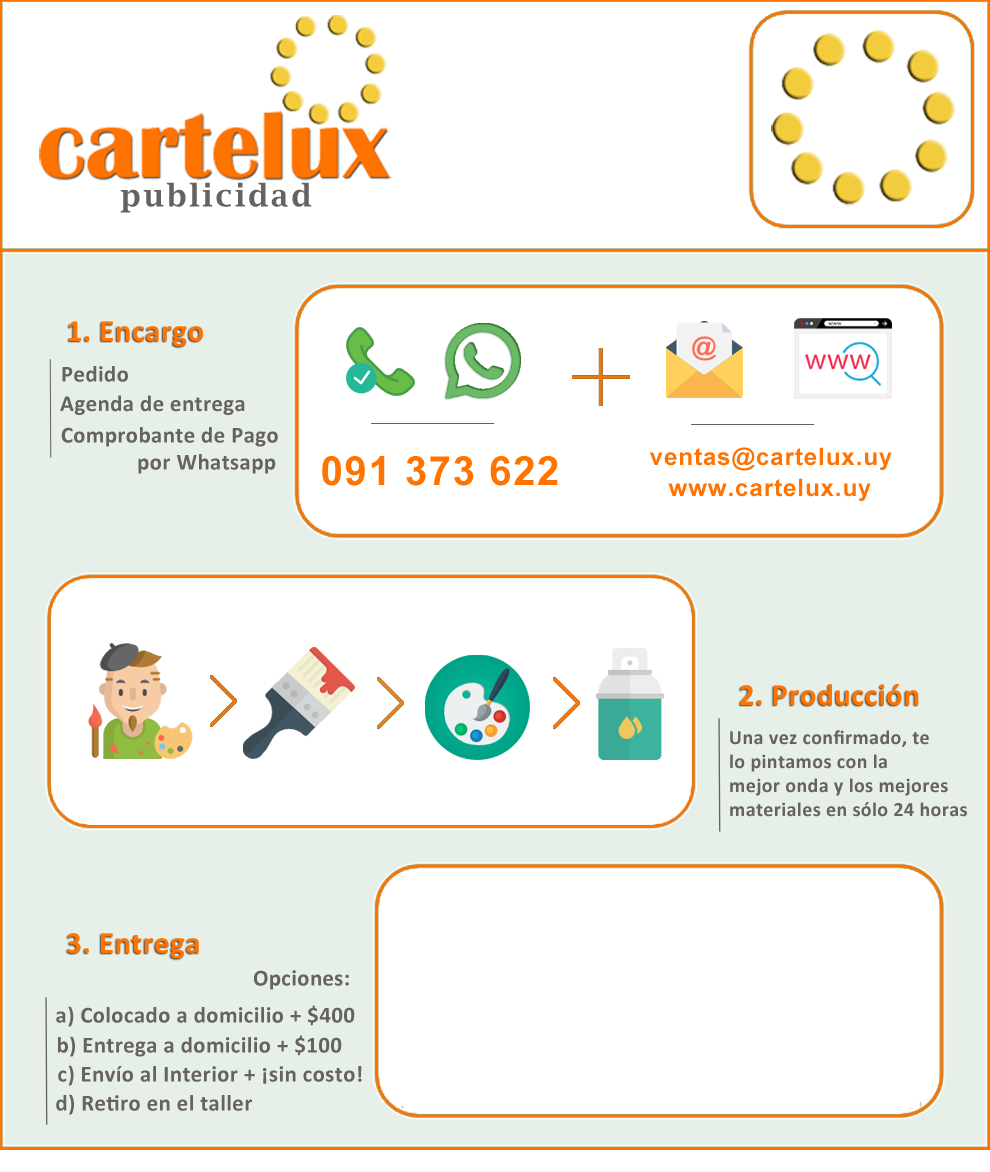 cartelux
publicidad
1. Encargo
Pedido
Agenda de entrega
Comprobante de Pago
por Whatsapp
@
www
www
091 373 622
ventas@cartelux.uy
www.cartelux.uy
2. Producción
Una vez confirmado, te
lo pintamos con la
mejor onda y los mejores
materiales en sólo 24 horas
3. Entrega
Opciones:
a) Colocado a domicilio + $400
b) Entrega a domicilio + $100
c) Envío al Interior + ¡sin costo!
d) Retiro en el taller